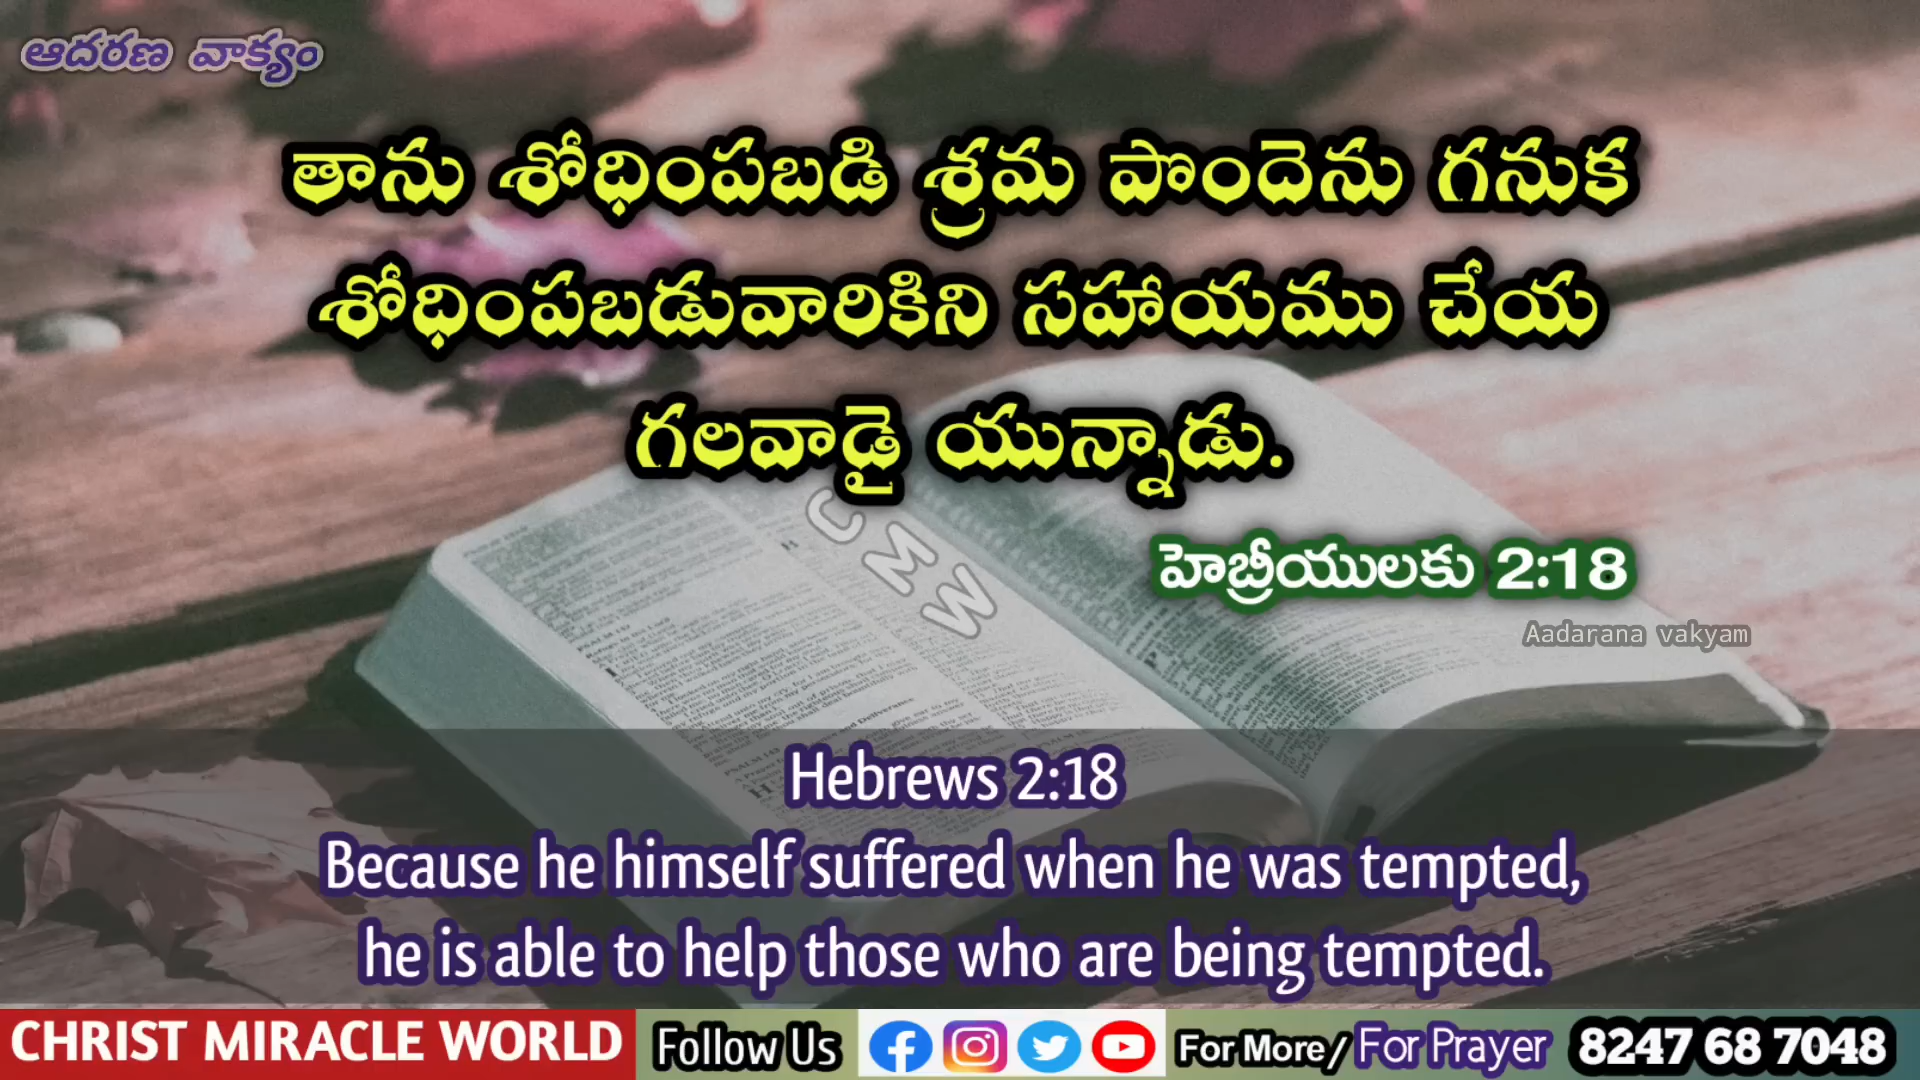 ఆదరణ వాక్యం
తాను శోధింపబడి శ్రమ పొందెను గనుక
శోధింపబడువారికిని సహాయము చేయ
గలవాడై యున్నాడు.
CMW
హెబ్రీయులకు 2:18
Aadarana vakyam
Hebrews 2:18
Because he himself suffered when he was tempted,
he is able to help those who are being tempted.
CHRIST MIRACLE WORLD Follow Us For More/For Prayer 8247 68 7048